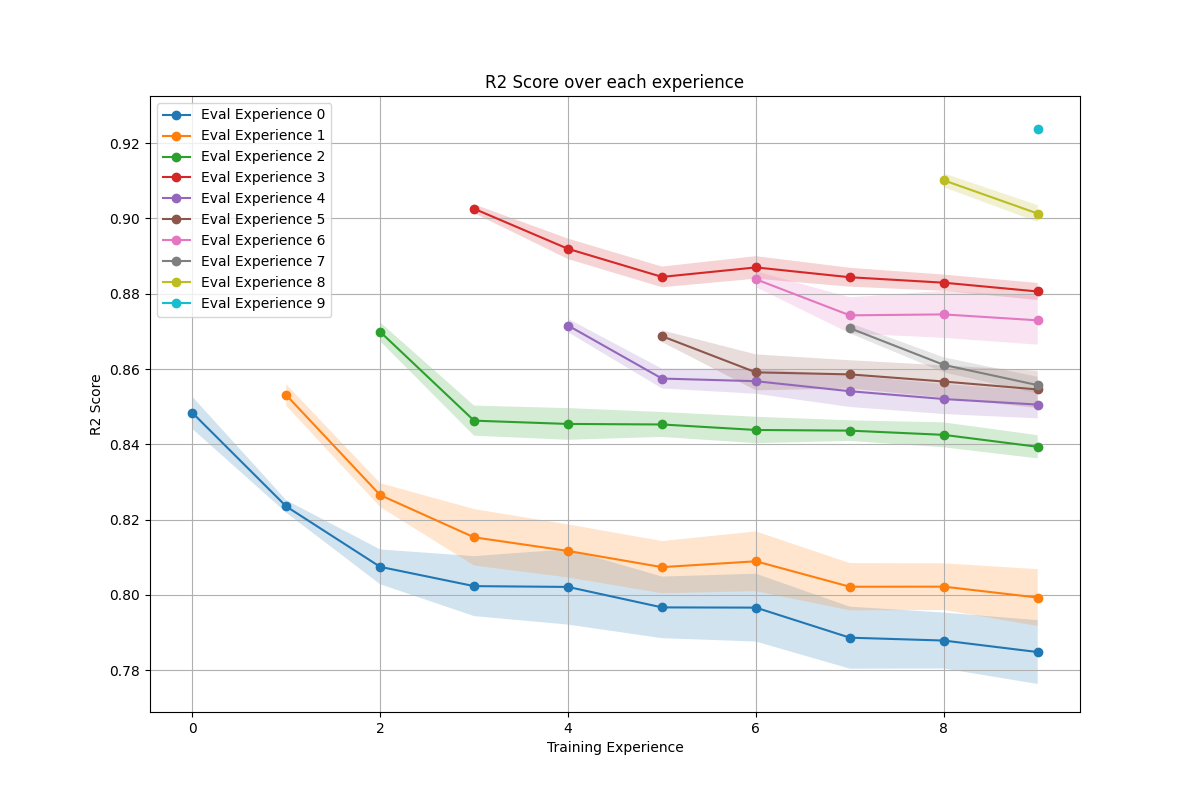 R2 Score over each experience
Eval Experience 0
Eval Experience 1
Eval Experience 2
Eval Experience 3
Eval Experience 4
Eval Experience 5
Eval Experience 6
Eval Experience 7
Eval Experience 8
Eval Experience 9
R2 Score
0.92
0.90
0.88
0.86
0.84
0.82
0.80
0.78
0 2 4 6 8
Training Experience